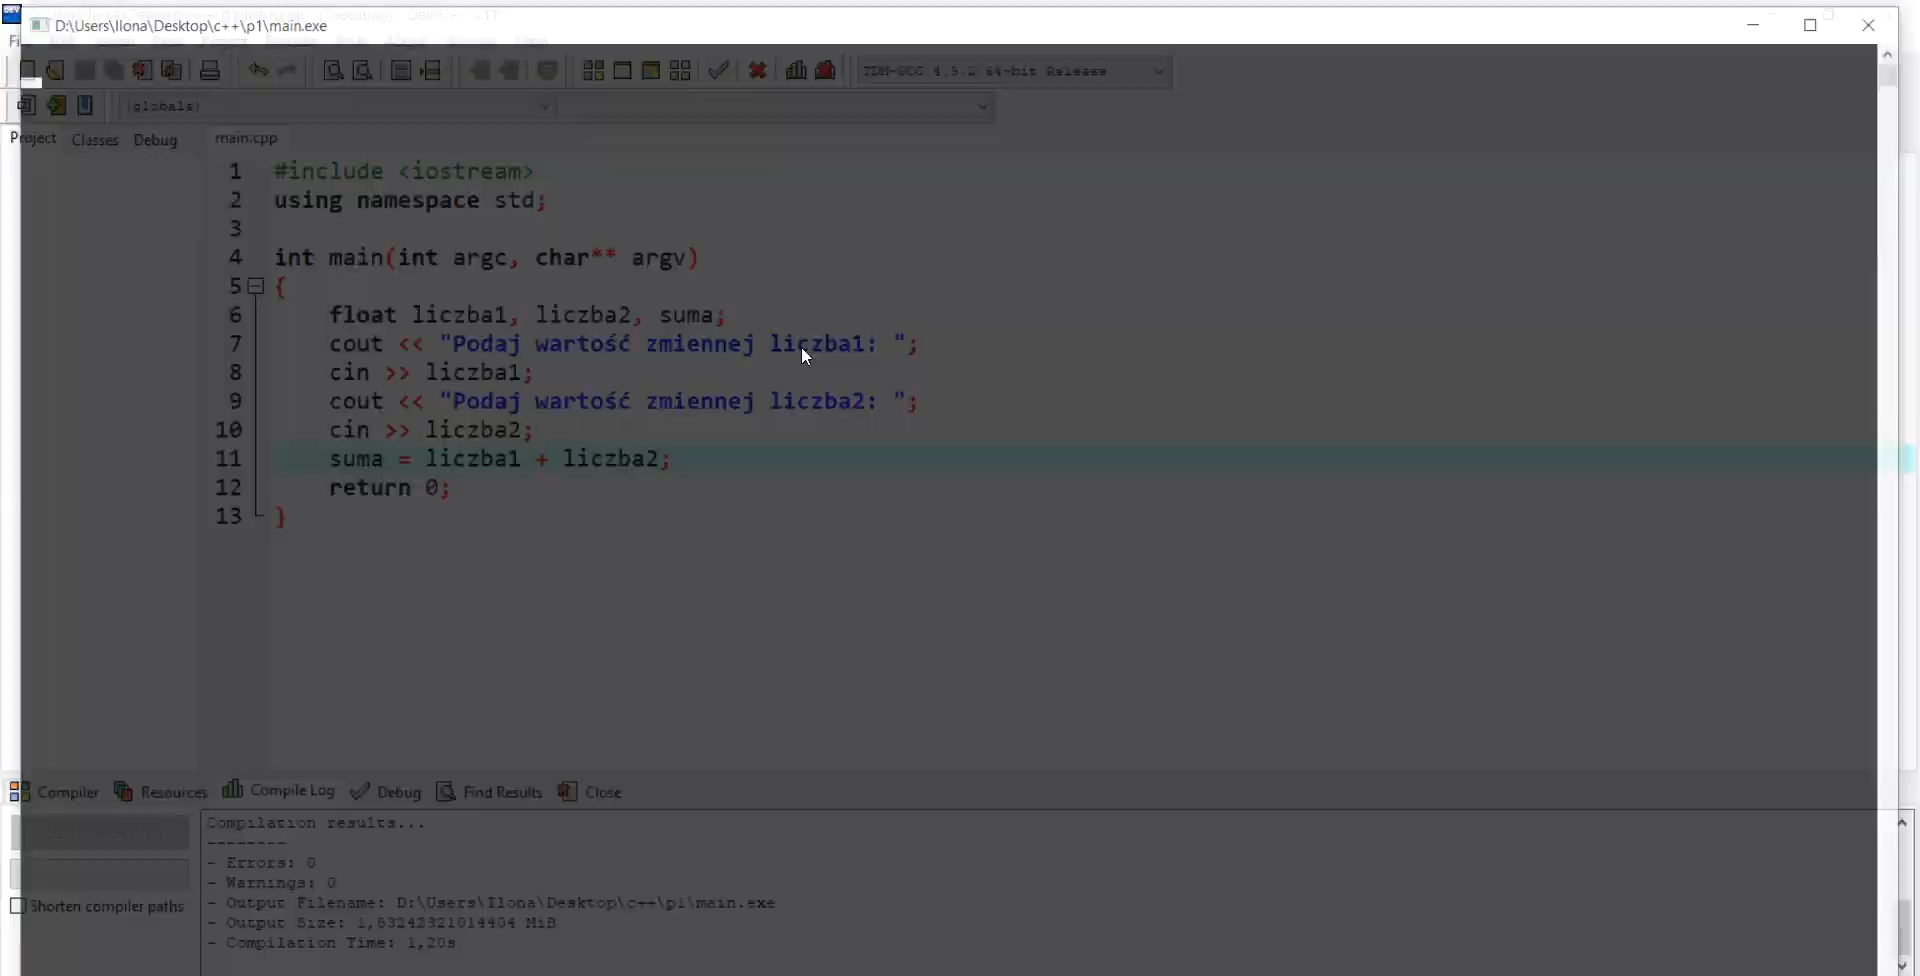 D:\Users\Ilona\Desktop\c++\p1\main.exe
TDM-GCC 4.9.2 64-bit Release
(globals)
Project Classes Debug main.cpp
1 #include <iostream>
2 using namespace std;
3
4 int main(int argc, char** argv)
5 {
6 float liczba1, liczba2, suma;
7 cout << "Podaj wartość zmiennej liczba1: ";
8 cin >> liczba1;
9 cout << "Podaj wartość zmiennej liczba2: ";
10 cin >> liczba2;
11 suma = liczba1 + liczba2;
12 return 0;
13 }
Compiler Resources Compile Log Debug Find Results Close
Compilation results...
--------
- Errors: 0
- Warnings: 0
- Output Filename: D:\Users\Ilona\Desktop\c++\p1\main.exe
- Output Size: 1,83242321014404 MiB
- Compilation Time: 1,20s
Shorten compiler paths